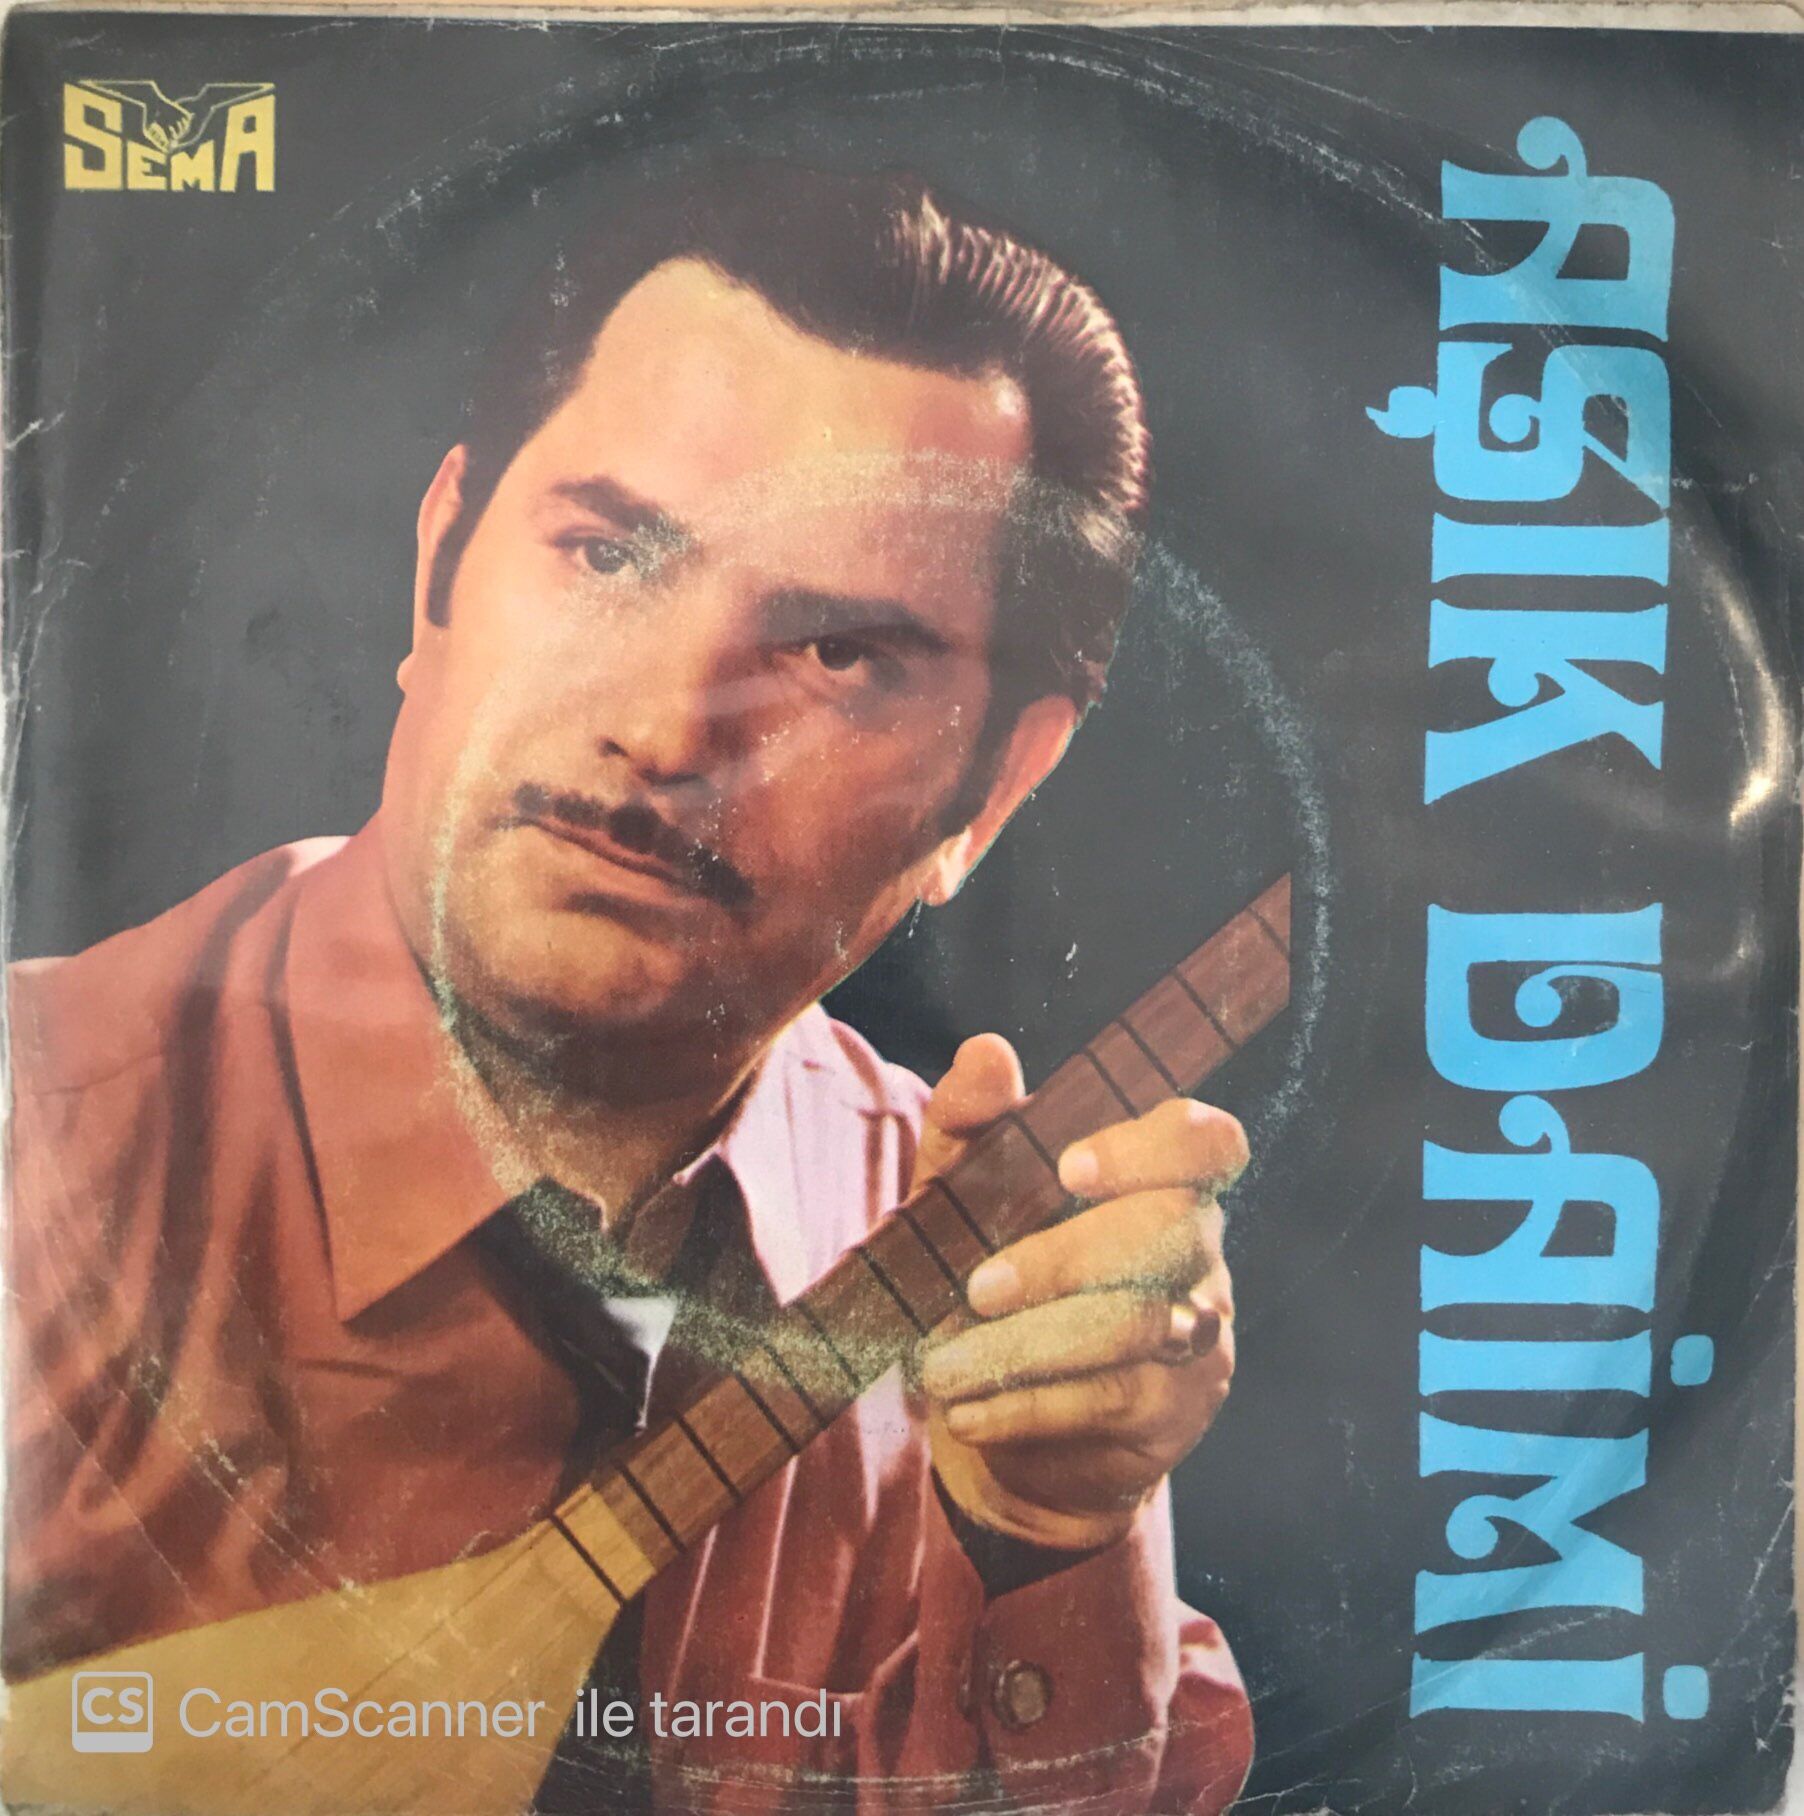 SEMA
AŞIK DAİMİ
CS CamScanner ile tarandı